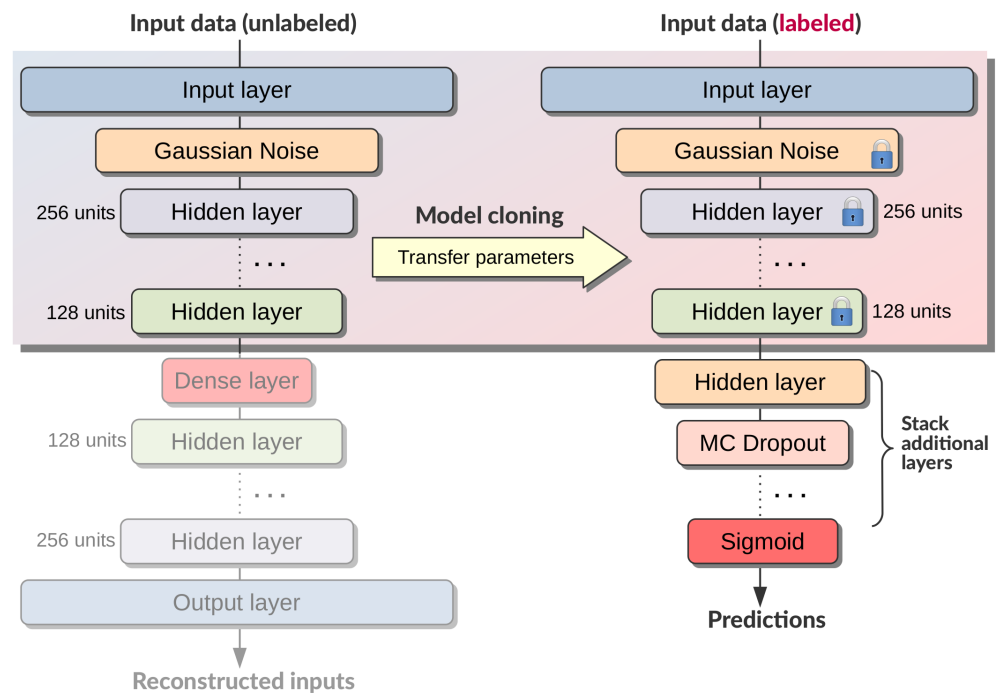 Input data (unlabeled)
Input layer
Gaussian Noise
256 units
Hidden layer
. . .
128 units
Hidden layer
Dense layer
128 units
Hidden layer
. . .
256 units
Hidden layer
Output layer
Reconstructed inputs
Model cloning
Transfer parameters
Input data (labeled)
Input layer
Gaussian Noise
Hidden layer
256 units
. . .
Hidden layer
128 units
Hidden layer
MC Dropout
. . .
Sigmoid
Stack
additional
layers
Predictions